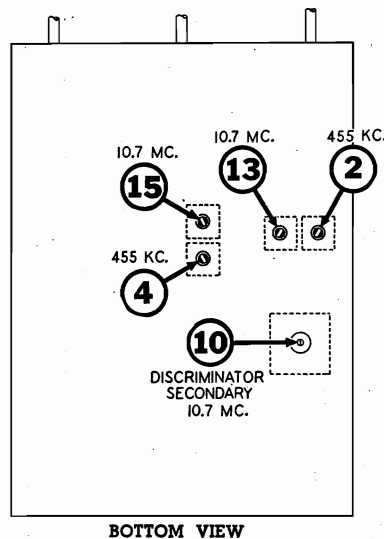 10.7 MC.
15
10.7 MC.
13
455 KC.
2
455 KC.
4
10
DISCRIMINATOR
SECONDARY
10.7 MC.
BOTTOM VIEW